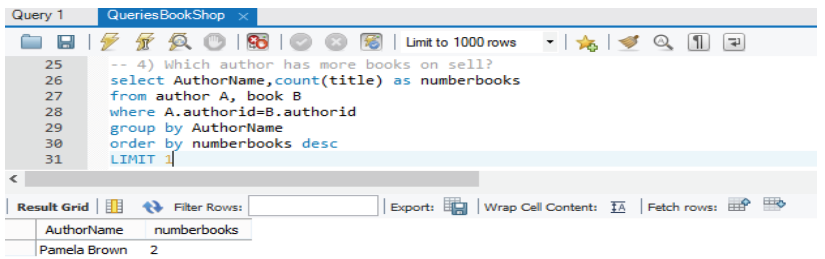 Query 1 QueriesBookShop ×
Limit to 1000 rows
25 -- 4) Which author has more books on sell?
26 select AuthorName,count(title) as numberbooks
27 from author A, book B
28 where A.authorid=B.authorid
29 group by AuthorName
30 order by numberbooks desc
31 LIMIT 1
Result Grid Filter Rows: Export: Wrap Cell Content: Fetch rows:
AuthorName numberbooks
Pamela Brown 2